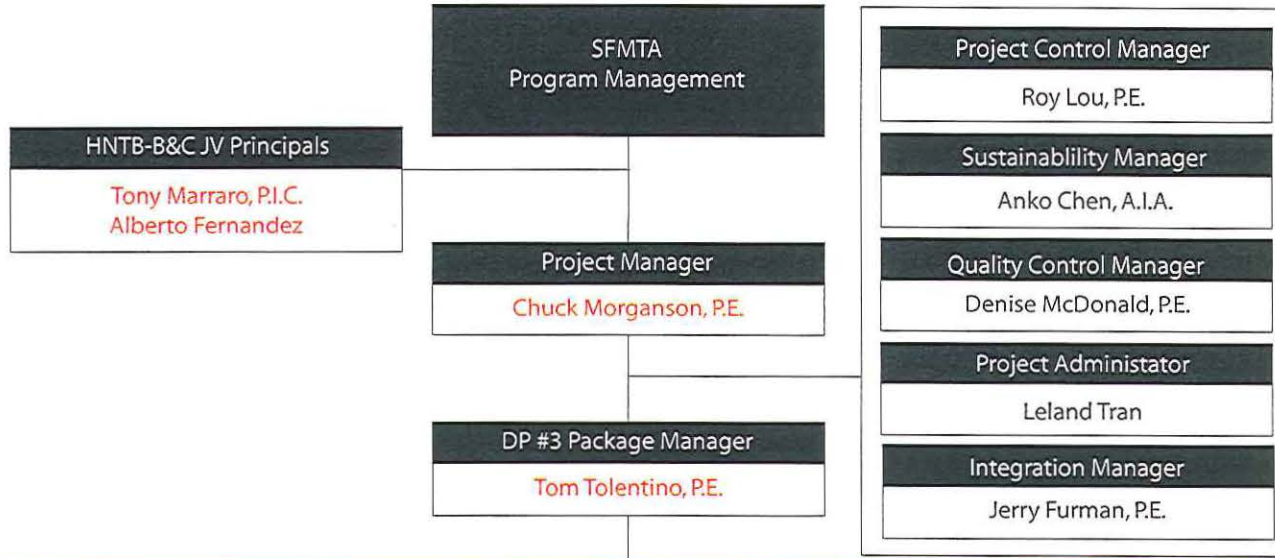 SFMTA
Program Management
HNTB-B&C JV Principals
Tony Marraro, P.I.C.
Alberto Fernandez
Project Manager
Chuck Morganson, P.E.
DP #3 Package Manager
Tom Tolentino, P.E.
Project Control Manager
Roy Lou, P.E.
Sustainablility Manager
Anko Chen, A.I.A.
Quality Control Manager
Denise McDonald, P.E.
Project Administator
Leland Tran
Integration Manager
Jerry Furman, P.E.